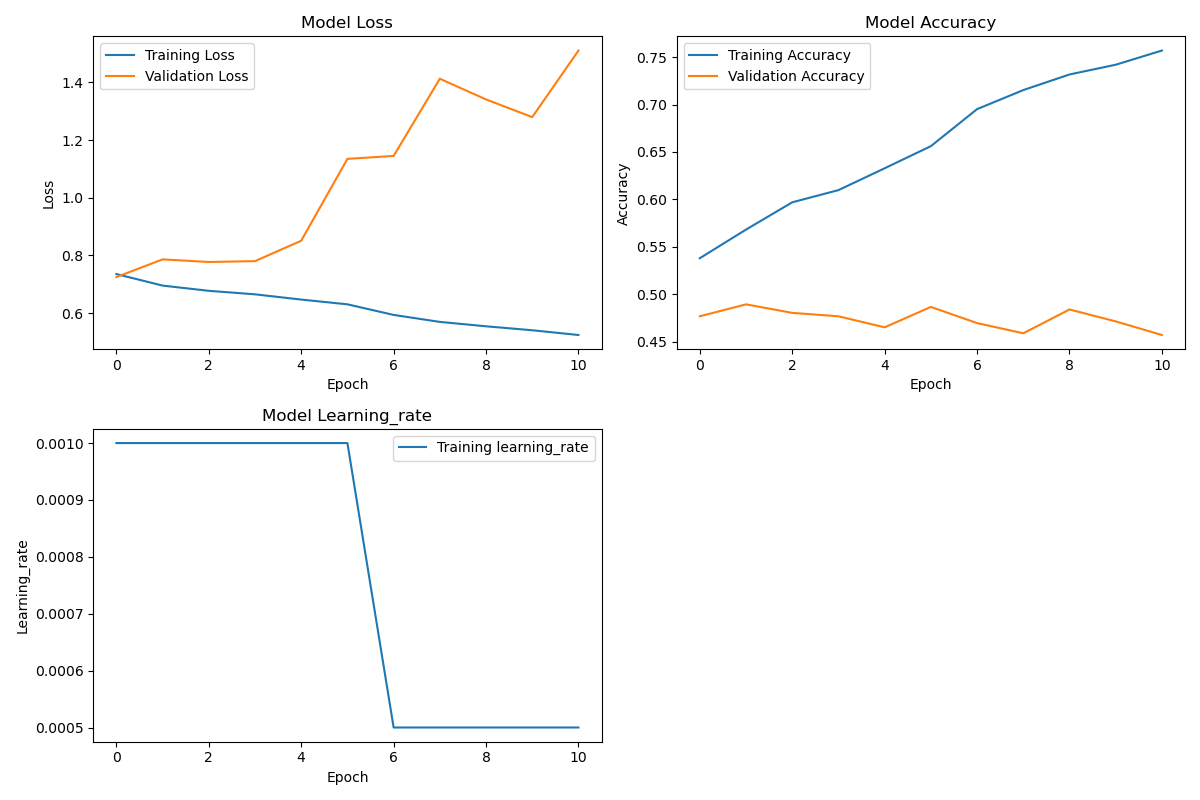 Model Loss
Training Loss
Validation Loss
1.4
1.2
1.0
0.8
0.6
Loss
0 2 4 6 8 10
Epoch
Model Accuracy
Training Accuracy
Validation Accuracy
0.75
0.70
0.65
0.60
0.55
0.50
0.45
Accuracy
0 2 4 6 8 10
Epoch
Model Learning_rate
Training learning_rate
0.0010
0.0009
0.0008
0.0007
0.0006
0.0005
Learning_rate
0 2 4 6 8 10
Epoch